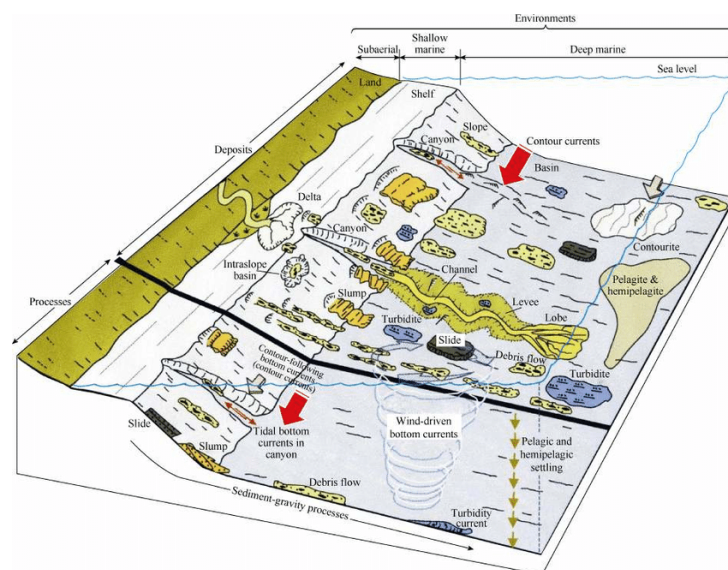 Environments
Subaerial
Shallow
marine
Deep marine
Sea level
Land
Shelf
Deposits
Canyon
Slope
Contour currents
Basin
Delta
Canyon
Contourite
Intraslope
basin
Channel
Pelagite &
hemipelagite
Processes
Slump
Levee
Lobe
Turbidite
Slide
Contour-following
bottom currents
(contour currents)
Debris flow
Turbidite
Slide
Tidal bottom
currents in
canyon
Wind-driven
bottom currents
Pelagic and
hemipelagic
settling
Slump
Debris flow
Sediment-gravity processes
Turbidity
current